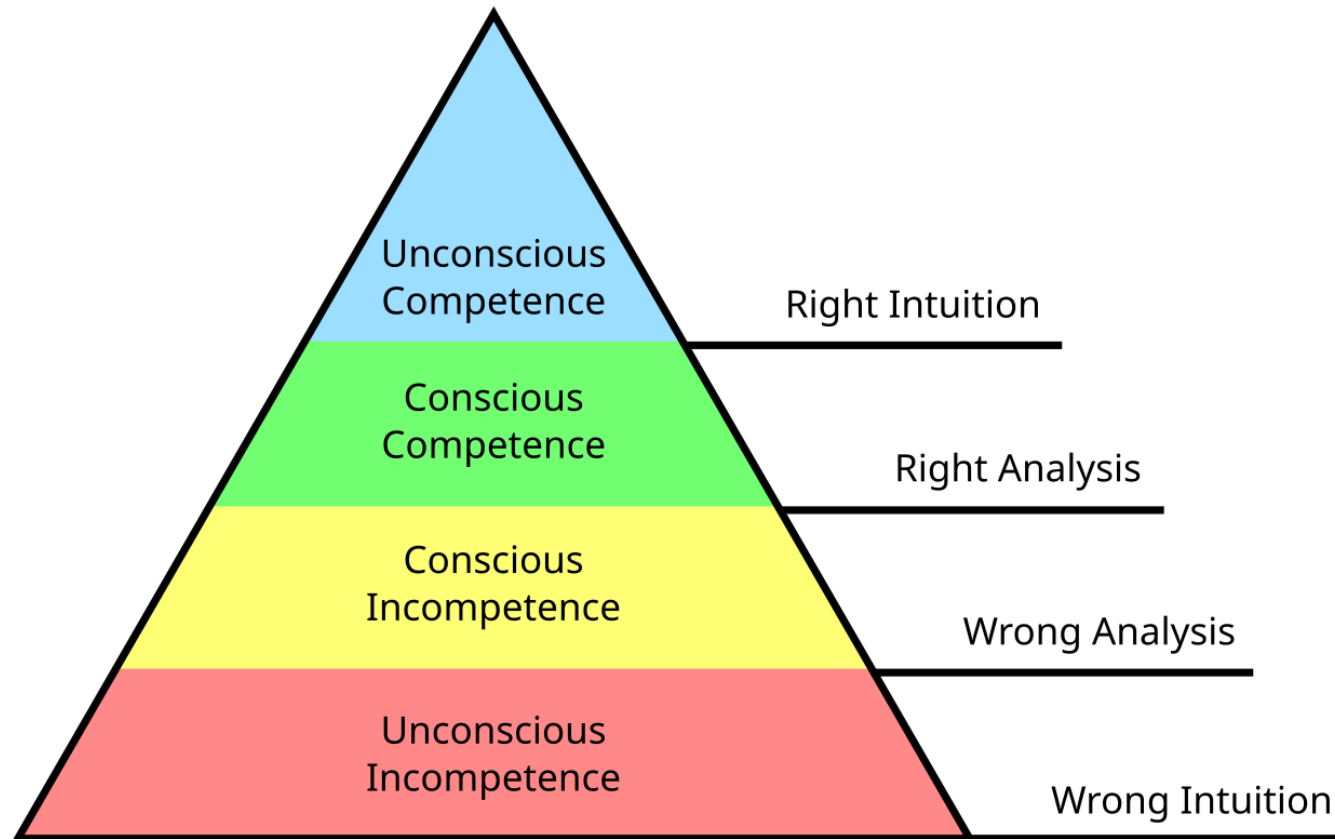 Unconscious
Competence
Right Intuition
Conscious
Competence
Right Analysis
Conscious
Incompetence
Wrong Analysis
Unconscious
Incompetence
Wrong Intuition